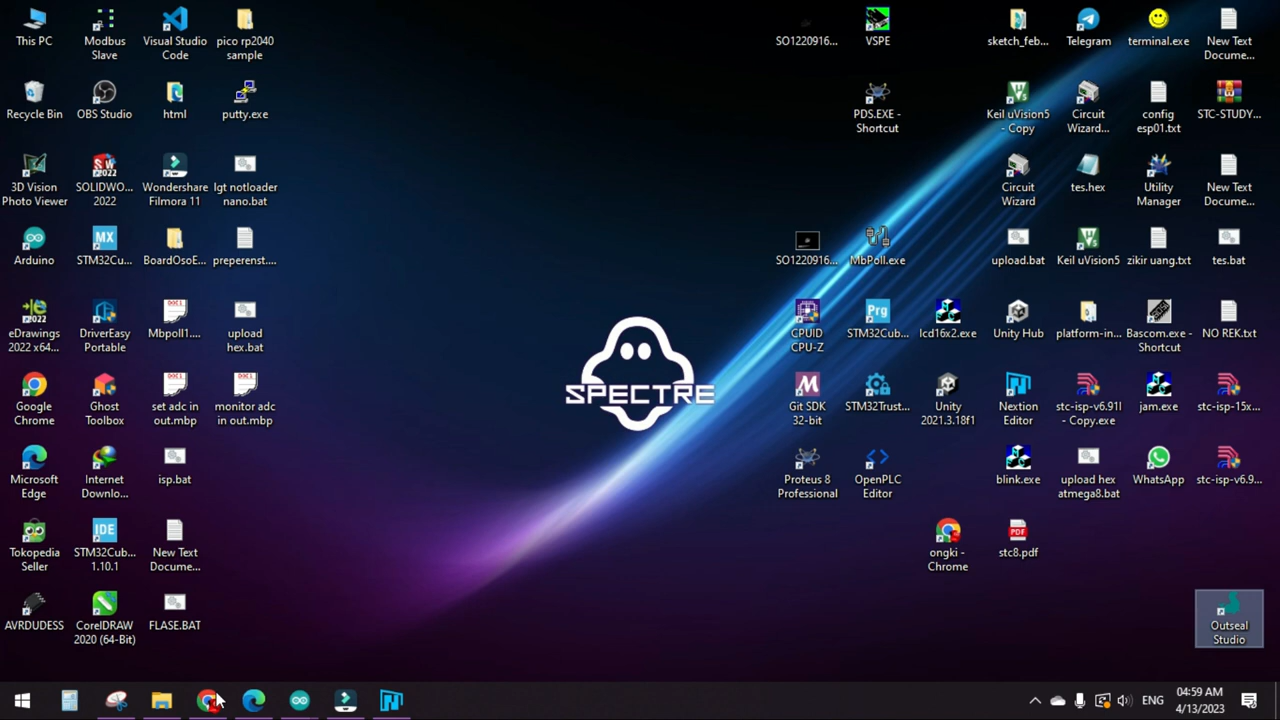 This PC
Modbus
Slave
Visual Studio
Code
pico rp2040
sample
SO1220916...
VSPE
sketch_feb...
Telegram
terminal.exe
New Text
Docume...
Recycle Bin
OBS Studio
html
putty.exe
PDS.EXE -
Shortcut
Keil uVision5
- Copy
Circuit
Wizard...
config
esp01.txt
STC-STUDY...
3D Vision
Photo Viewer
SOLIDWO...
2022
Wondershare
Filmora 11
lgt notloader
nano.bat
Circuit
Wizard
tes.hex
Utility
Manager
New Text
Docume...
Arduino
STM32Cu...
BoardOsoE...
preperenst....
SO1220916...
MbPoll.exe
upload.bat
Keil uVision5
zikir uang.txt
tes.bat
eDrawings
2022 x64...
DriverEasy
Portable
Mbpoll1....
upload
hex.bat
CPUID
CPU-Z
STM32Cub...
lcd16x2.exe
Unity Hub
platform-in...
Bascom.exe -
Shortcut
NO REK.txt
SPECTRE
Google
Chrome
Ghost
Toolbox
set adc in
out.mbp
monitor adc
in out.mbp
Git SDK
32-bit
STM32Trust...
Unity
2021.3.18f1
Nextion
Editor
stc-isp-v6.91l
- Copy.exe
jam.exe
stc-isp-15x...
Microsoft
Edge
Internet
Downlo...
isp.bat
Proteus 8
Professional
OpenPLC
Editor
blink.exe
upload hex
atmega8.bat
WhatsApp
stc-isp-v6.9...
Tokopedia
Seller
STM32Cub...
1.10.1
New Text
Docume...
ongki -
Chrome
stc8.pdf
AVRDUDESS
CorelDRAW
2020 (64-Bit)
FLASE.BAT
Outseal
Studio
ENG
04:59 AM
4/13/2023